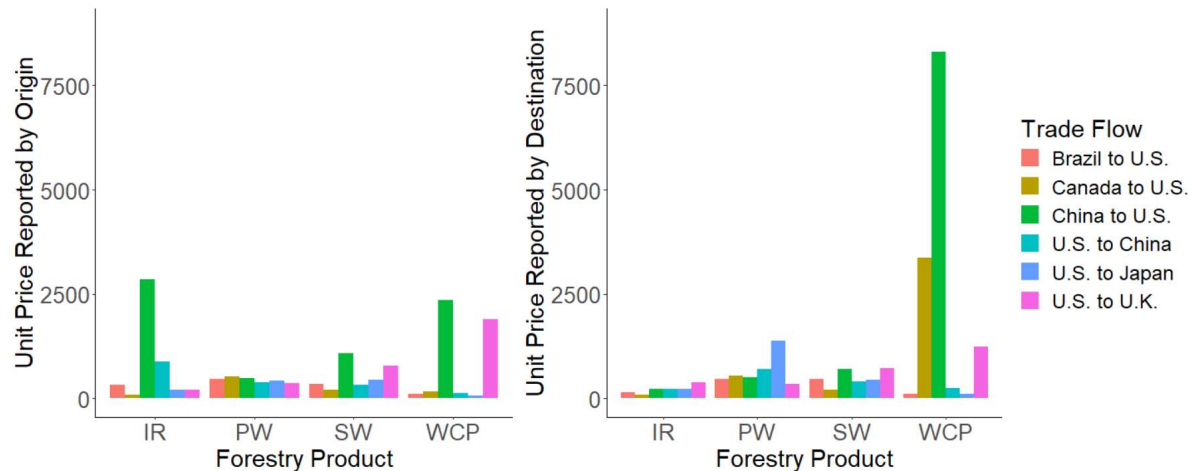 Unit Price Reported by Origin
7500
5000
2500
0
IR PW SW WCP
Forestry Product
Unit Price Reported by Destination
7500
5000
2500
0
IR PW SW WCP
Forestry Product
Trade Flow
Brazil to U.S.
Canada to U.S.
China to U.S.
U.S. to China
U.S. to Japan
U.S. to U.K.